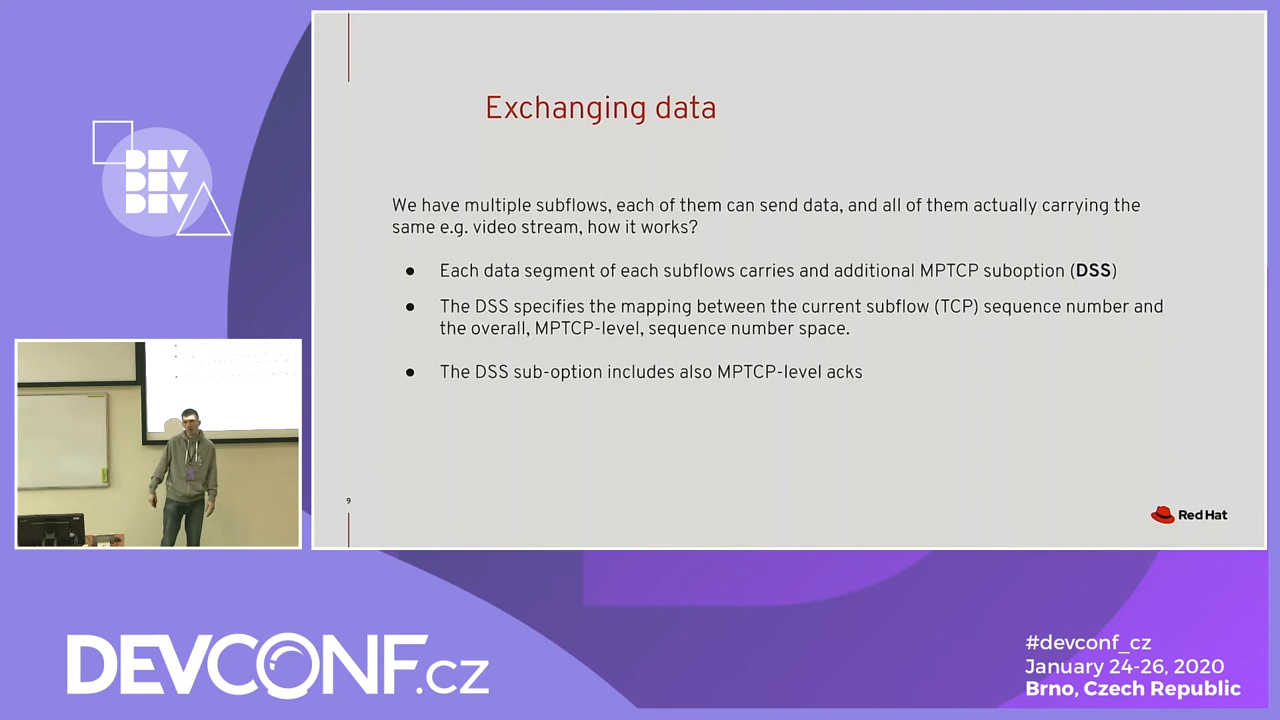 DEV
DEV
DEV
Exchanging data
We have multiple subflows, each of them can send data, and all of them actually carrying the
same e.g. video stream, how it works?
● Each data segment of each subflows carries and additional MPTCP suboption (DSS)
● The DSS specifies the mapping between the current subflow (TCP) sequence number and
the overall, MPTCP-level, sequence number space.
● The DSS sub-option includes also MPTCP-level acks
9
Red Hat
DEVCONF.cz
#devconf_cz
January 24-26, 2020
Brno, Czech Republic